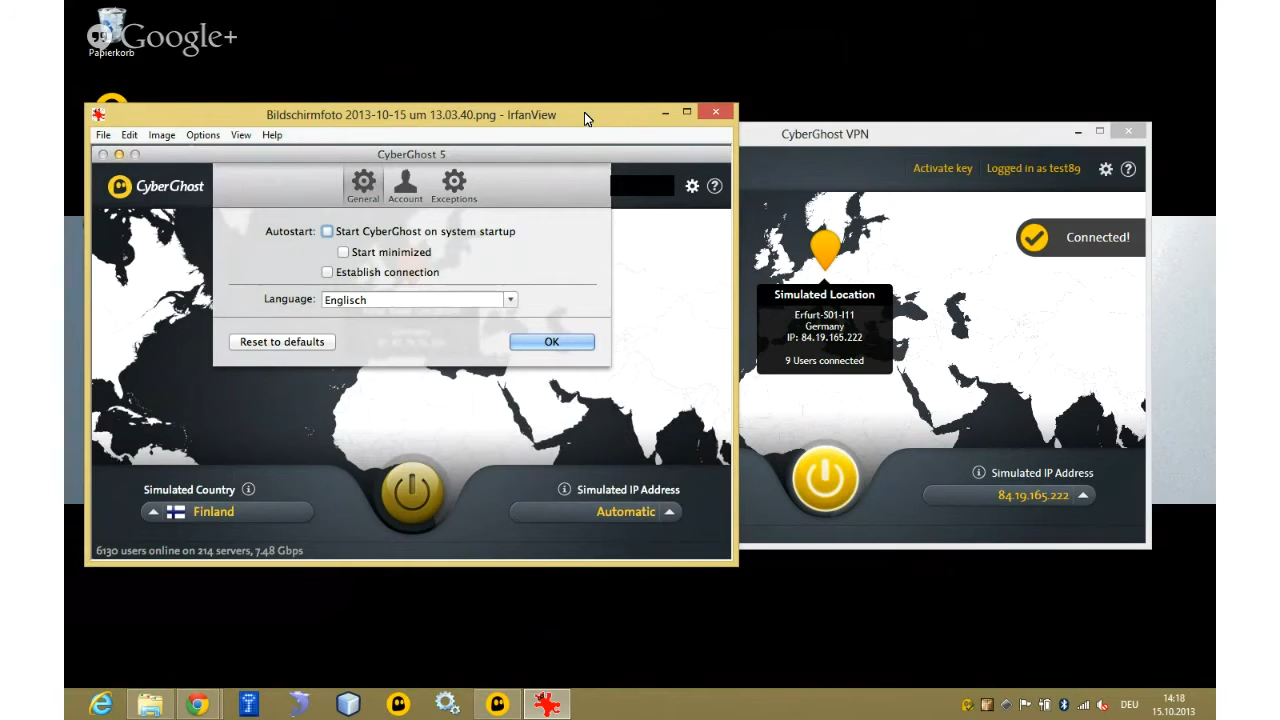 Google+
Papierkorb
Bildschirmfoto 2013-10-15 um 13.03.40.png - IrfanView
File Edit Image Options View Help
CyberGhost 5
CyberGhost
General Account Exceptions
Autostart: Start CyberGhost on system startup
Start minimized
Establish connection
Language: Englisch
Reset to defaults OK
Simulated Country
Finland
Simulated IP Address
Automatic
6130 users online on 214 servers, 7.48 Gbps
CyberGhost VPN
Activate key Logged in as test89
Connected!
Simulated Location
Erfurt-S01-I11
Germany
IP: 84.19.165.222
9 Users connected
Simulated IP Address
84.19.165.222
DEU
14:18
15.10.2013